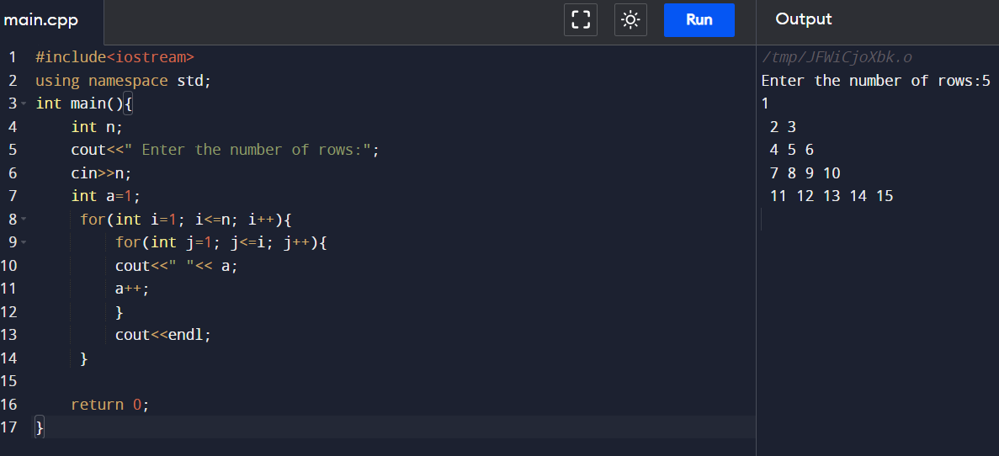 main.cpp
Run
Output
1 #include<iostream>
2 using namespace std;
3 int main(){
4     int n;
5     cout<<" Enter the number of rows:";
6     cin>>n;
7     int a=1;
8      for(int i=1; i<=n; i++){
9          for(int j=1; j<=i; j++){
10         cout<<" "<< a;
11         a++;
12         }
13         cout<<endl;
14     }
15
16    return 0;
17 }
/tmp/JFWiCjoXbk.o
Enter the number of rows:5
1
 2 3
 4 5 6
 7 8 9 10
 11 12 13 14 15